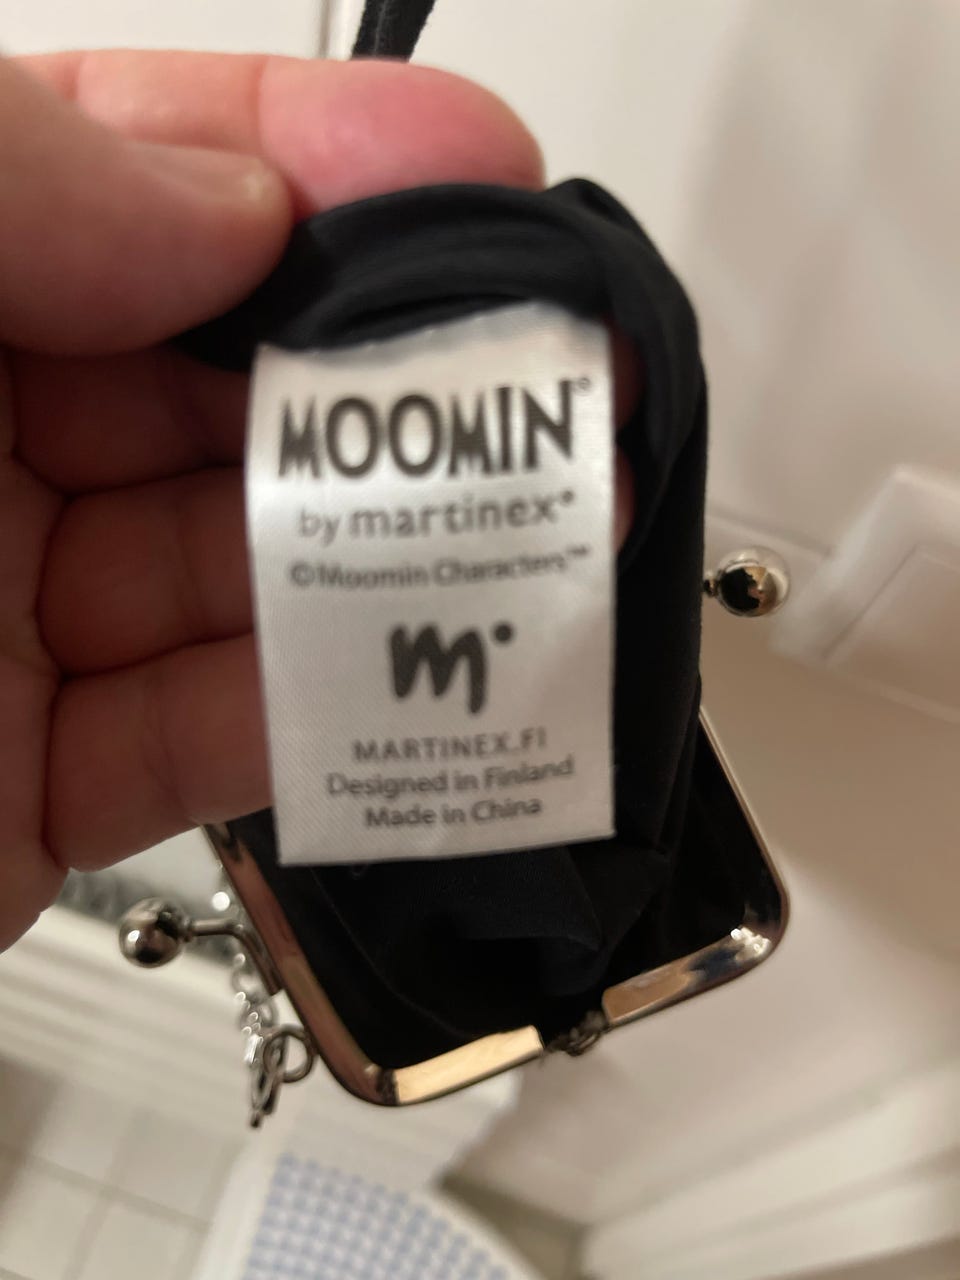 MOOMIN®
by martinex®
©Moomin Characters™
m
MARTINEX.FI
Designed in Finland
Made in China